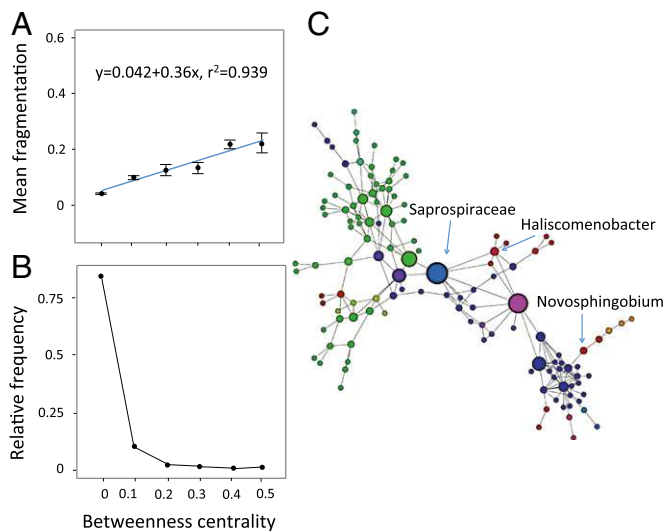 A
C
0.6
0.4
0.2
0
Mean fragmentation
y=0.042+0.36x, r²=0.939
Saprospiraceae
Haliscomenobacter
Novosphingobium
B
0.75
0.5
0.25
0
Relative frequency
0 0.1 0.2 0.3 0.4 0.5
Betweenness centrality